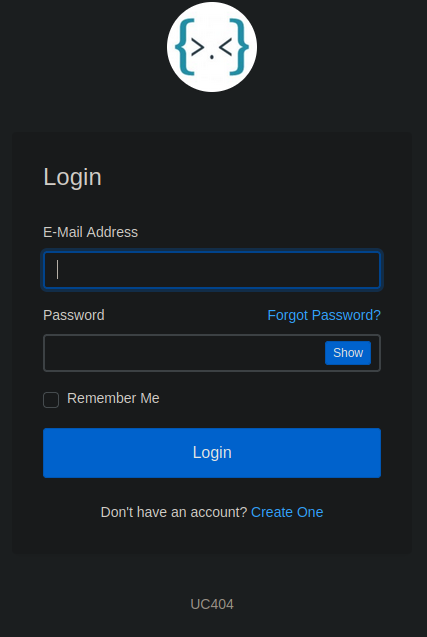 {>.<}
Login
E-Mail Address
Password Forgot Password?
Show
Remember Me
Login
Don't have an account? Create One
UC404